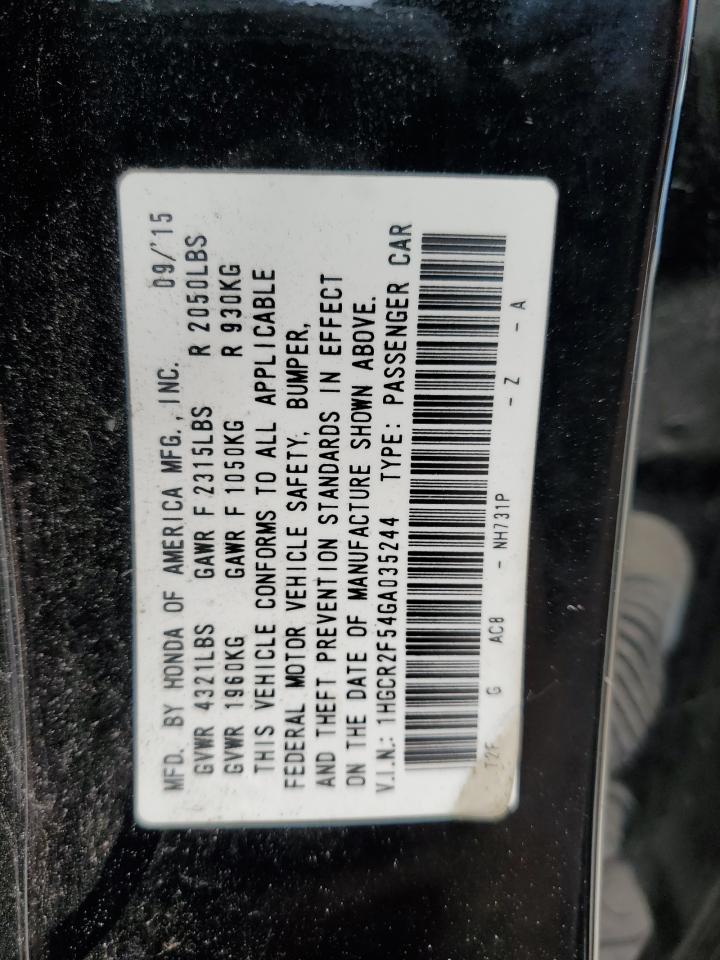 MFD. BY HONDA OF AMERICA MFG., INC. 09/'15
GVWR 4321LBS GAWR F 2315LBS R 2050LBS
GVWR 1960KG GAWR F 1050KG R 930KG
THIS VEHICLE CONFORMS TO ALL APPLICABLE
FEDERAL MOTOR VEHICLE SAFETY, BUMPER,
AND THEFT PREVENTION STANDARDS IN EFFECT
ON THE DATE OF MANUFACTURE SHOWN ABOVE.
V.I.N.: 1HGCR2F54GA035244 TYPE: PASSENGER CAR
T2F G AC8 - NH731P - Z - A